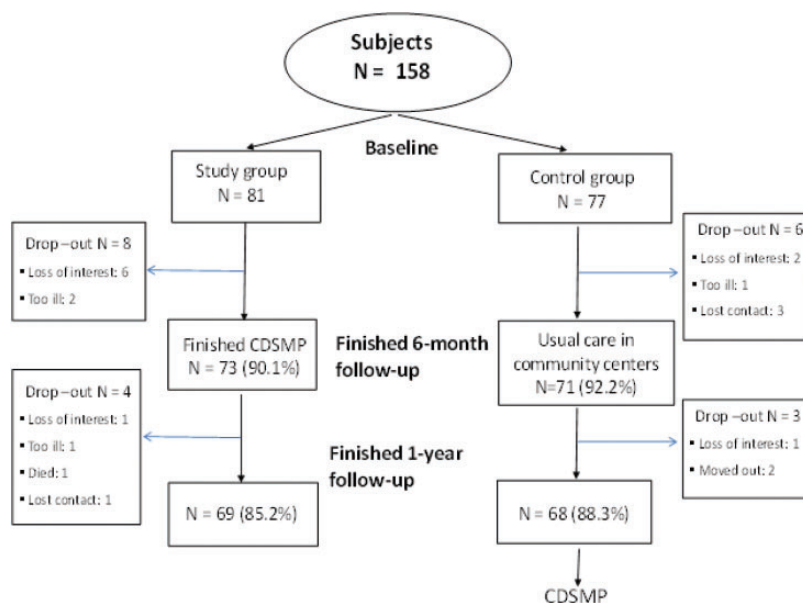 Subjects
N = 158
Baseline
Study group
N = 81
Control group
N = 77
Drop –out N = 8
▪ Loss of interest: 6
▪ Too ill: 2
Drop –out N = 6
▪ Loss of interest: 2
▪ Too ill: 1
▪ Lost contact: 3
Finished CDSMP
N = 73 (90.1%)
Finished 6-month
follow-up
Usual care in
community centers
N=71 (92.2%)
Drop –out N = 4
▪ Loss of interest: 1
▪ Too ill: 1
▪ Died: 1
▪ Lost contact: 1
Drop –out N = 3
▪ Loss of interest: 1
▪ Moved out: 2
Finished 1-year
follow-up
N = 69 (85.2%)
N = 68 (88.3%)
CDSMP